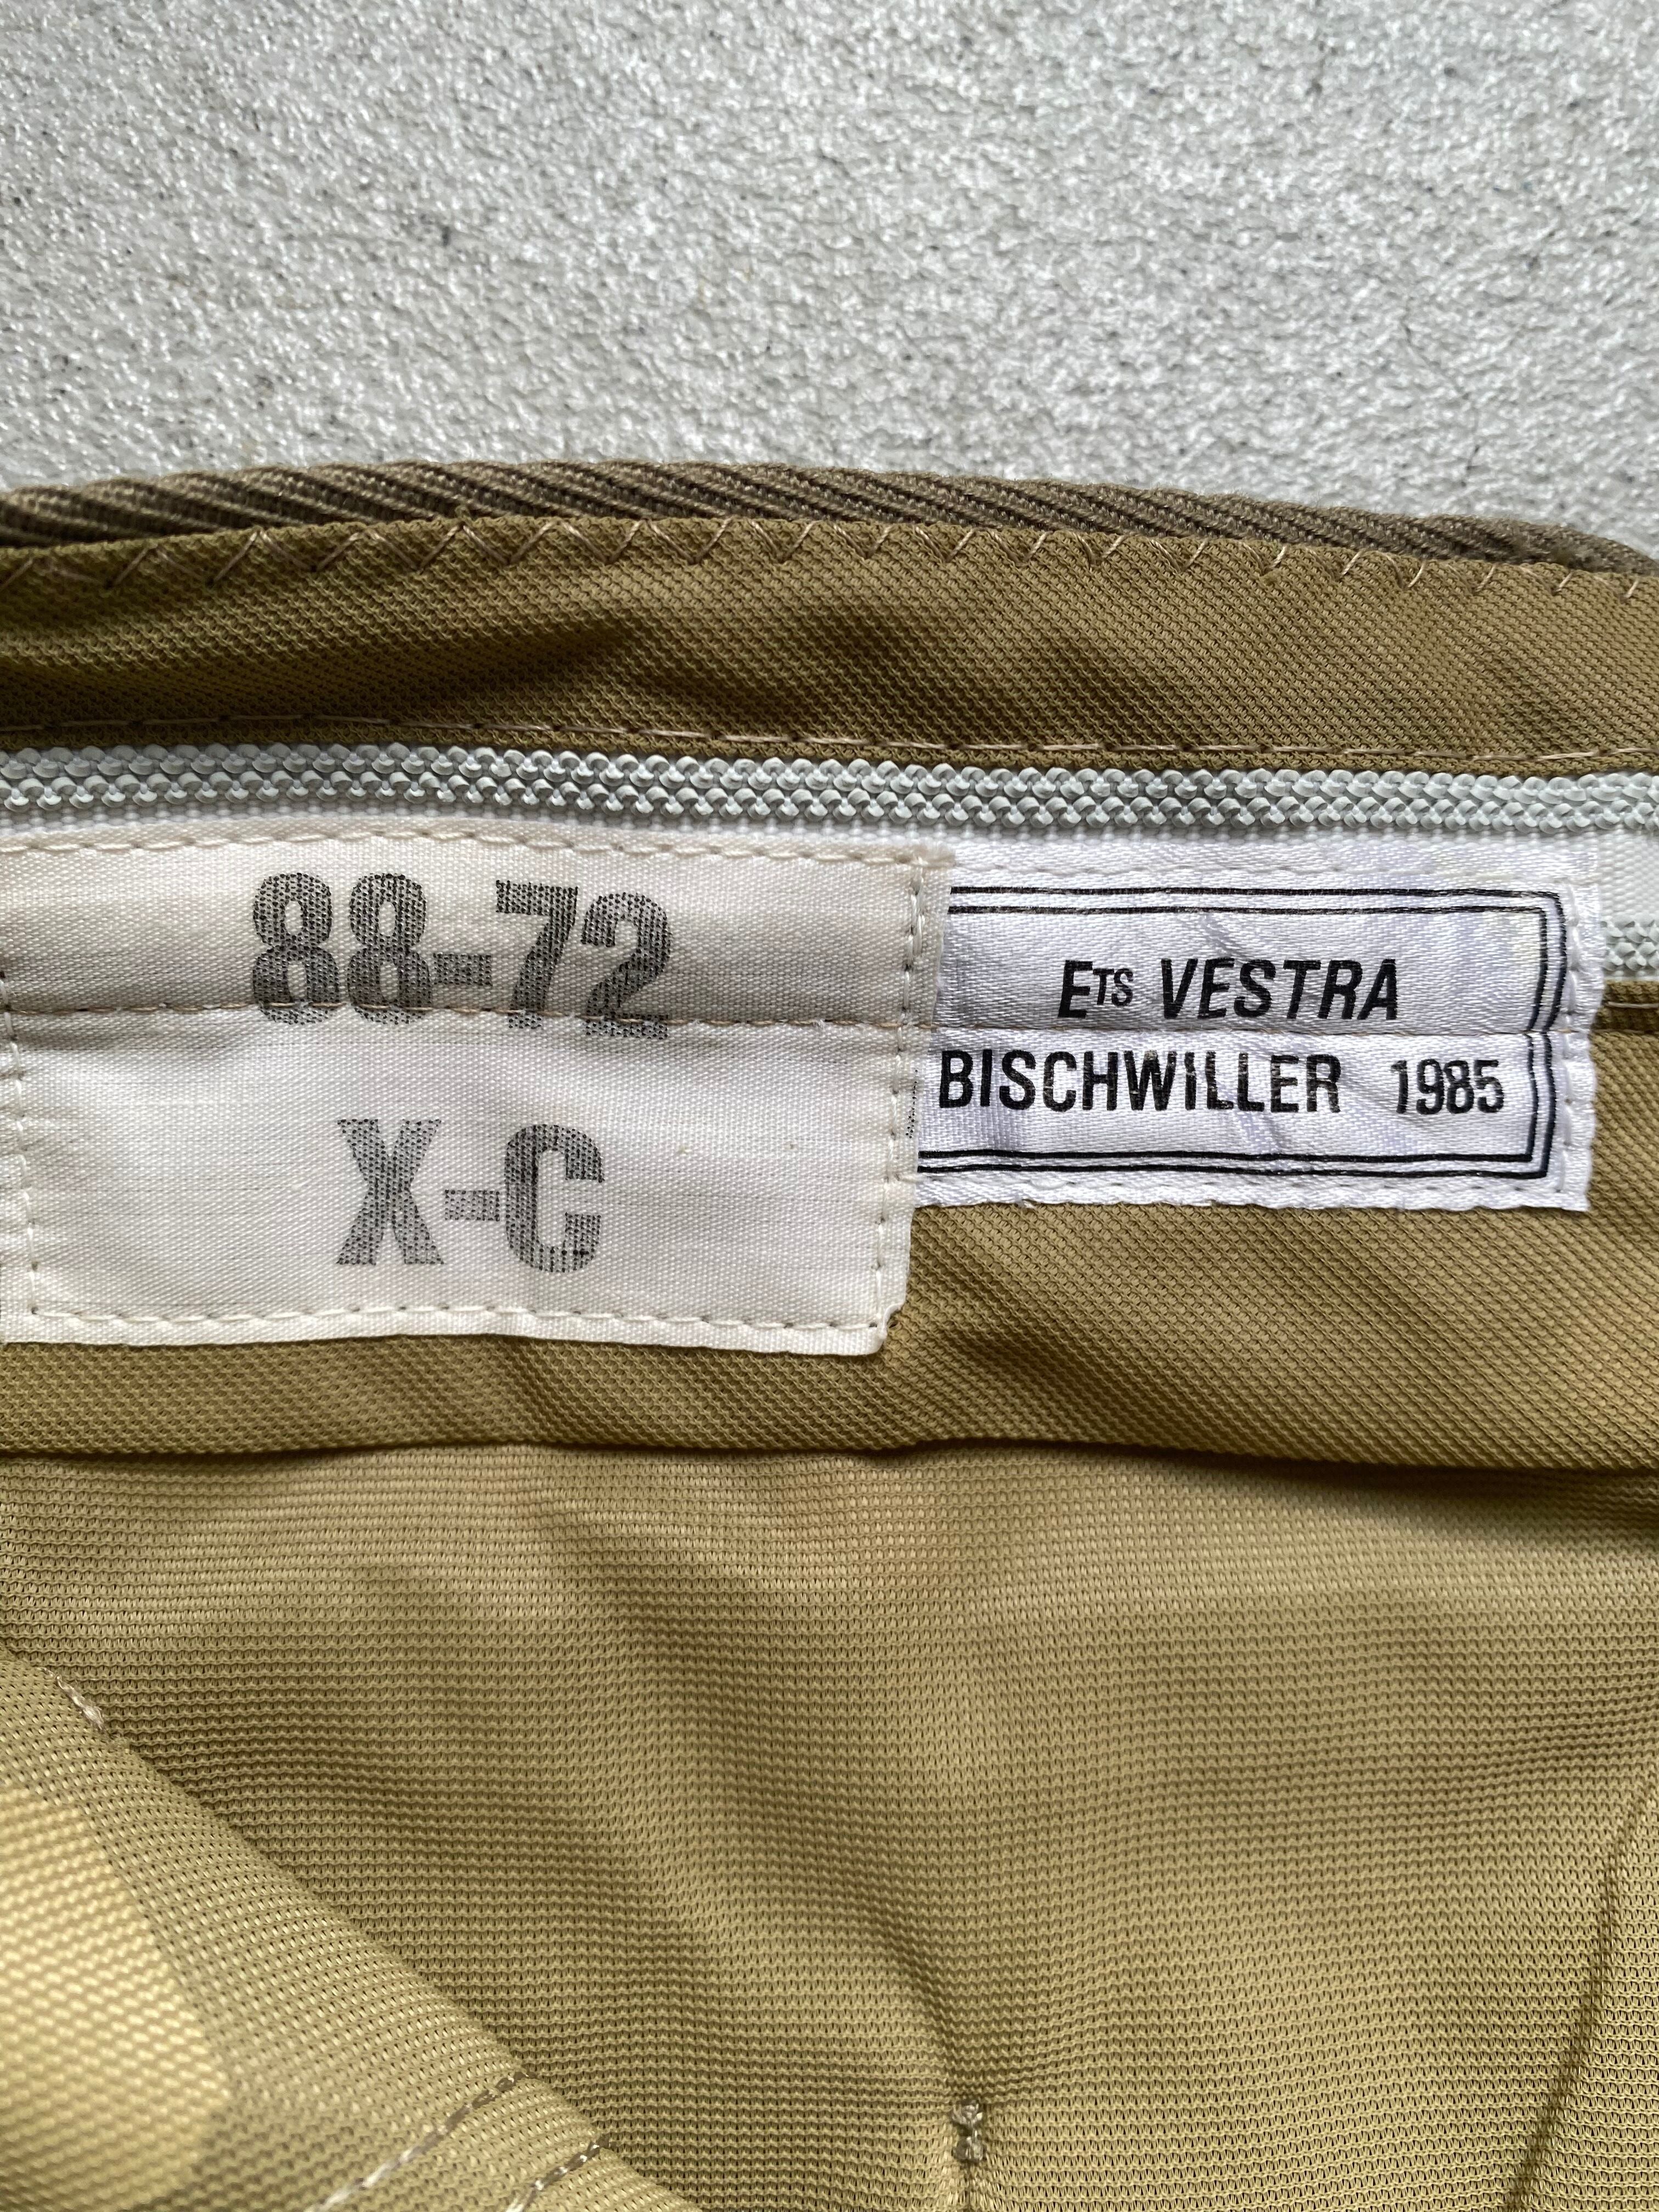 88-72
X-C
ETS VESTRA
BISCHWILLER 1985